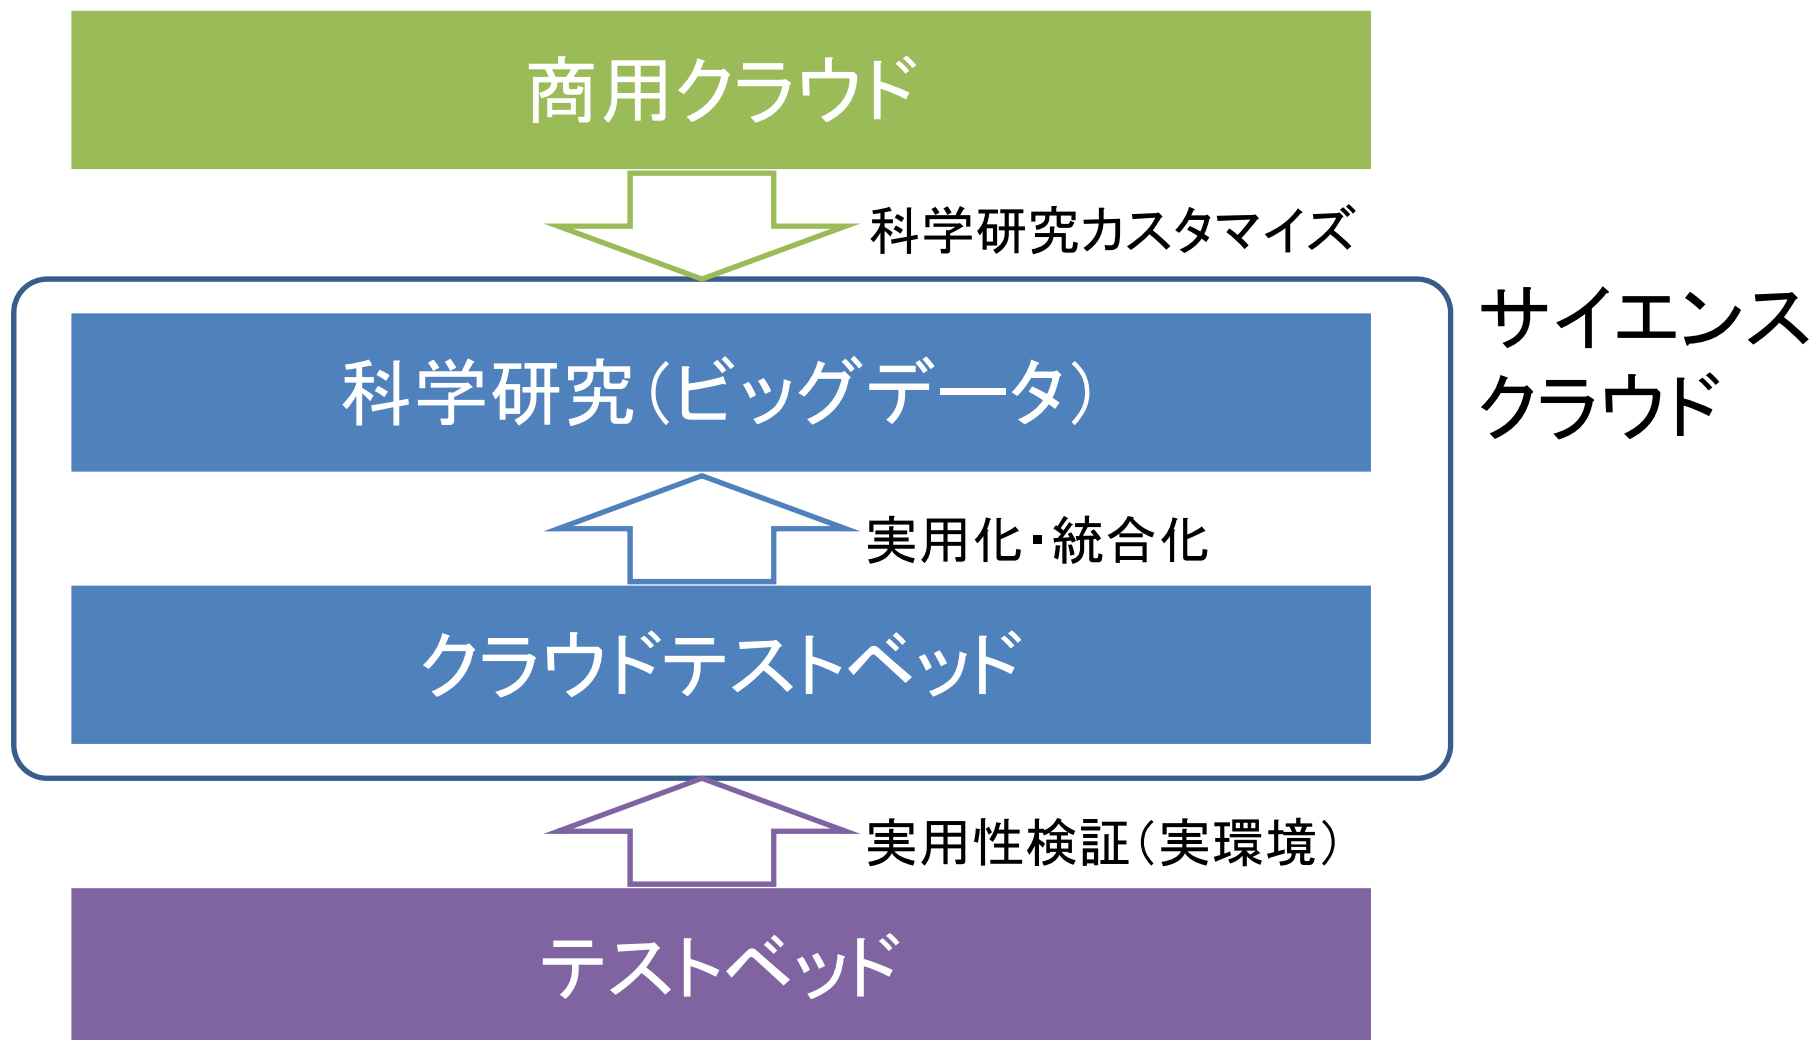 商用クラウド
科学研究カスタマイズ
サイエンス
クラウド
科学研究（ビッグデータ）
実用化・統合化
クラウドテストベッド
実用性検証（実環境）
テストベッド